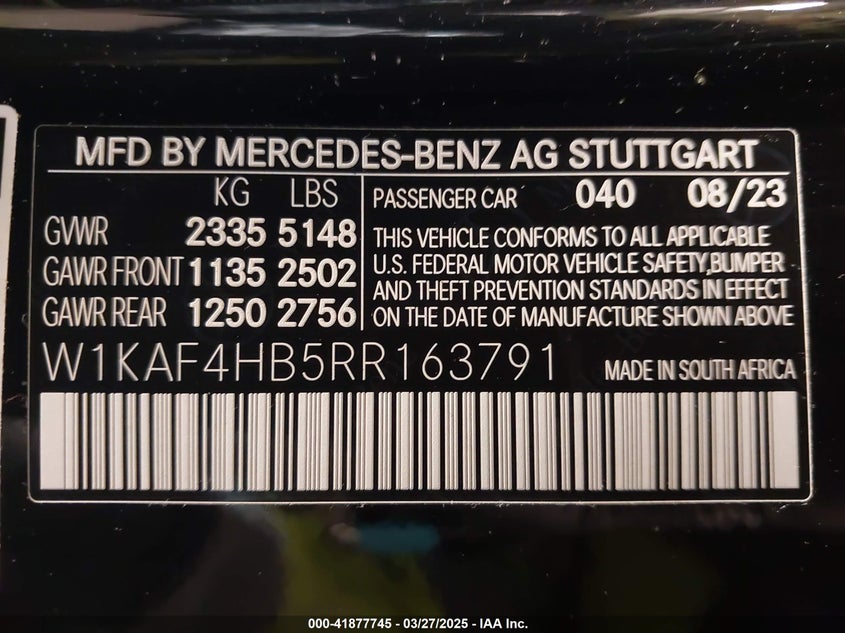 MFD BY MERCEDES-BENZ AG STUTTGART
KG LBS
GVWR 2335 5148
GAWR FRONT 1135 2502
GAWR REAR 1250 2756
PASSENGER CAR 040 08/23
THIS VEHICLE CONFORMS TO ALL APPLICABLE
U.S. FEDERAL MOTOR VEHICLE SAFETY,BUMPER
AND THEFT PREVENTION STANDARDS IN EFFECT
ON THE DATE OF MANUFACTURE SHOWN ABOVE
W1KAF4HB5RR163791 MADE IN SOUTH AFRICA
000-41877745 - 03/27/2025 - IAA Inc.